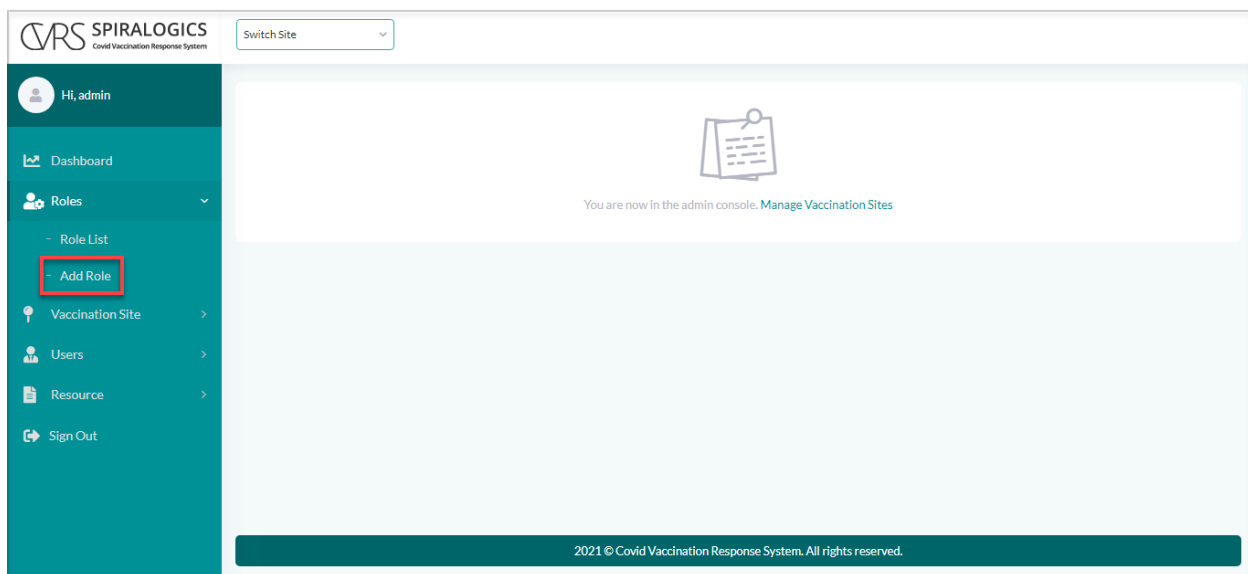 CVRS SPIRALOGICS
Covid Vaccination Response System
Switch Site
Hi, admin
Dashboard
Roles
- Role List
- Add Role
Vaccination Site
Users
Resource
Sign Out
You are now in the admin console. Manage Vaccination Sites
2021 © Covid Vaccination Response System. All rights reserved.